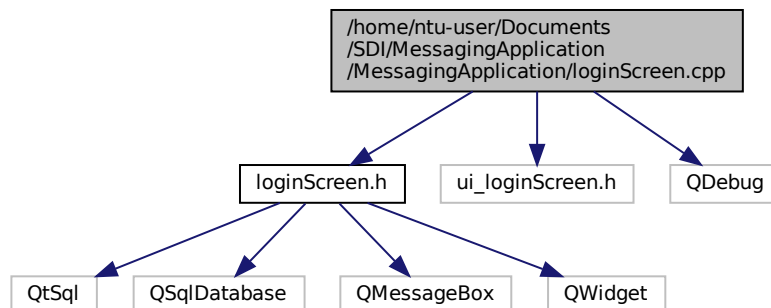 /home/ntu-user/Documents
/SDI/MessagingApplication
/MessagingApplication/loginScreen.cpp
loginScreen.h
ui_loginScreen.h
QDebug
QtSql
QSqlDatabase
QMessageBox
QWidget